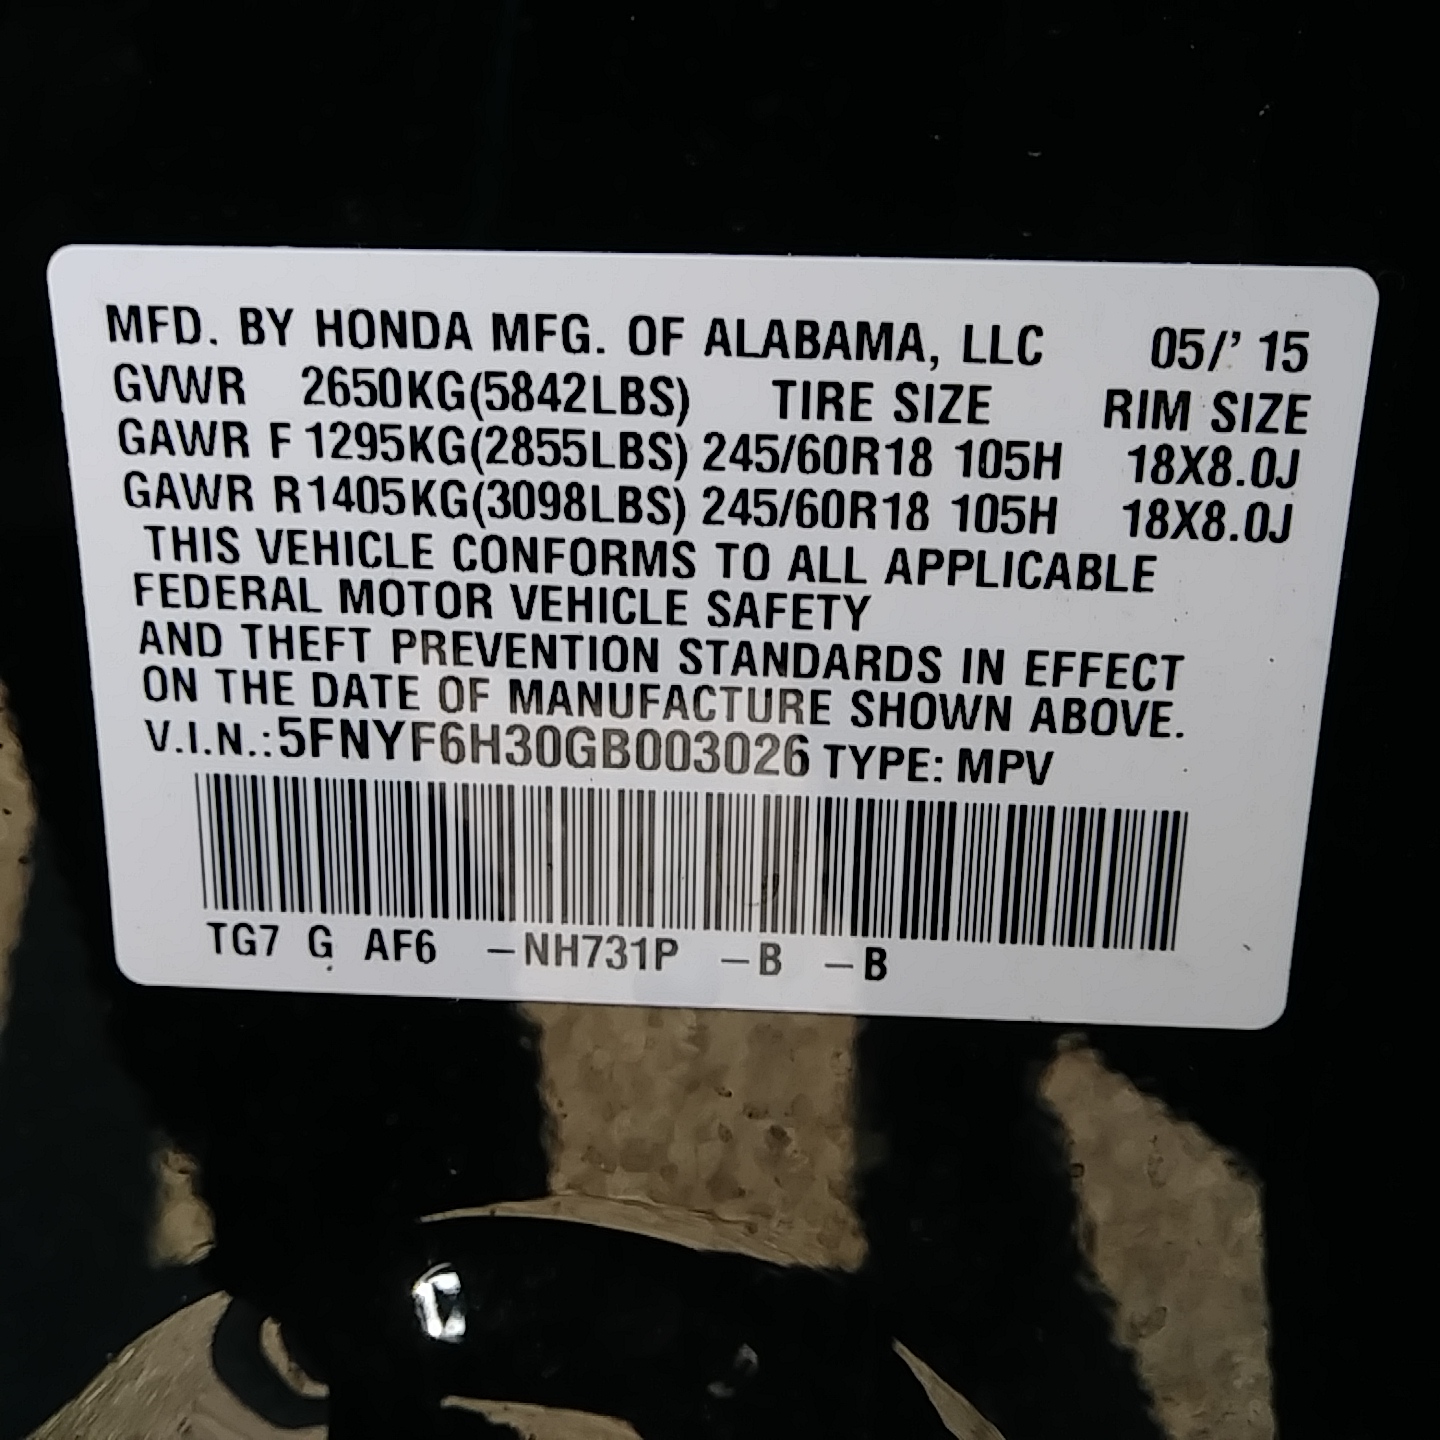 MFD. BY HONDA MFG. OF ALABAMA, LLC 05/' 15
GVWR 2650KG(5842LBS) TIRE SIZE RIM SIZE
GAWR F 1295KG(2855LBS) 245/60R18 105H 18X8.0J
GAWR R 1405KG(3098LBS) 245/60R18 105H 18X8.0J
THIS VEHICLE CONFORMS TO ALL APPLICABLE
FEDERAL MOTOR VEHICLE SAFETY
AND THEFT PREVENTION STANDARDS IN EFFECT
ON THE DATE OF MANUFACTURE SHOWN ABOVE.
V.I.N.: 5FNYF6H30GB003026 TYPE: MPV
TG7 G AF6 –NH731P –B –B